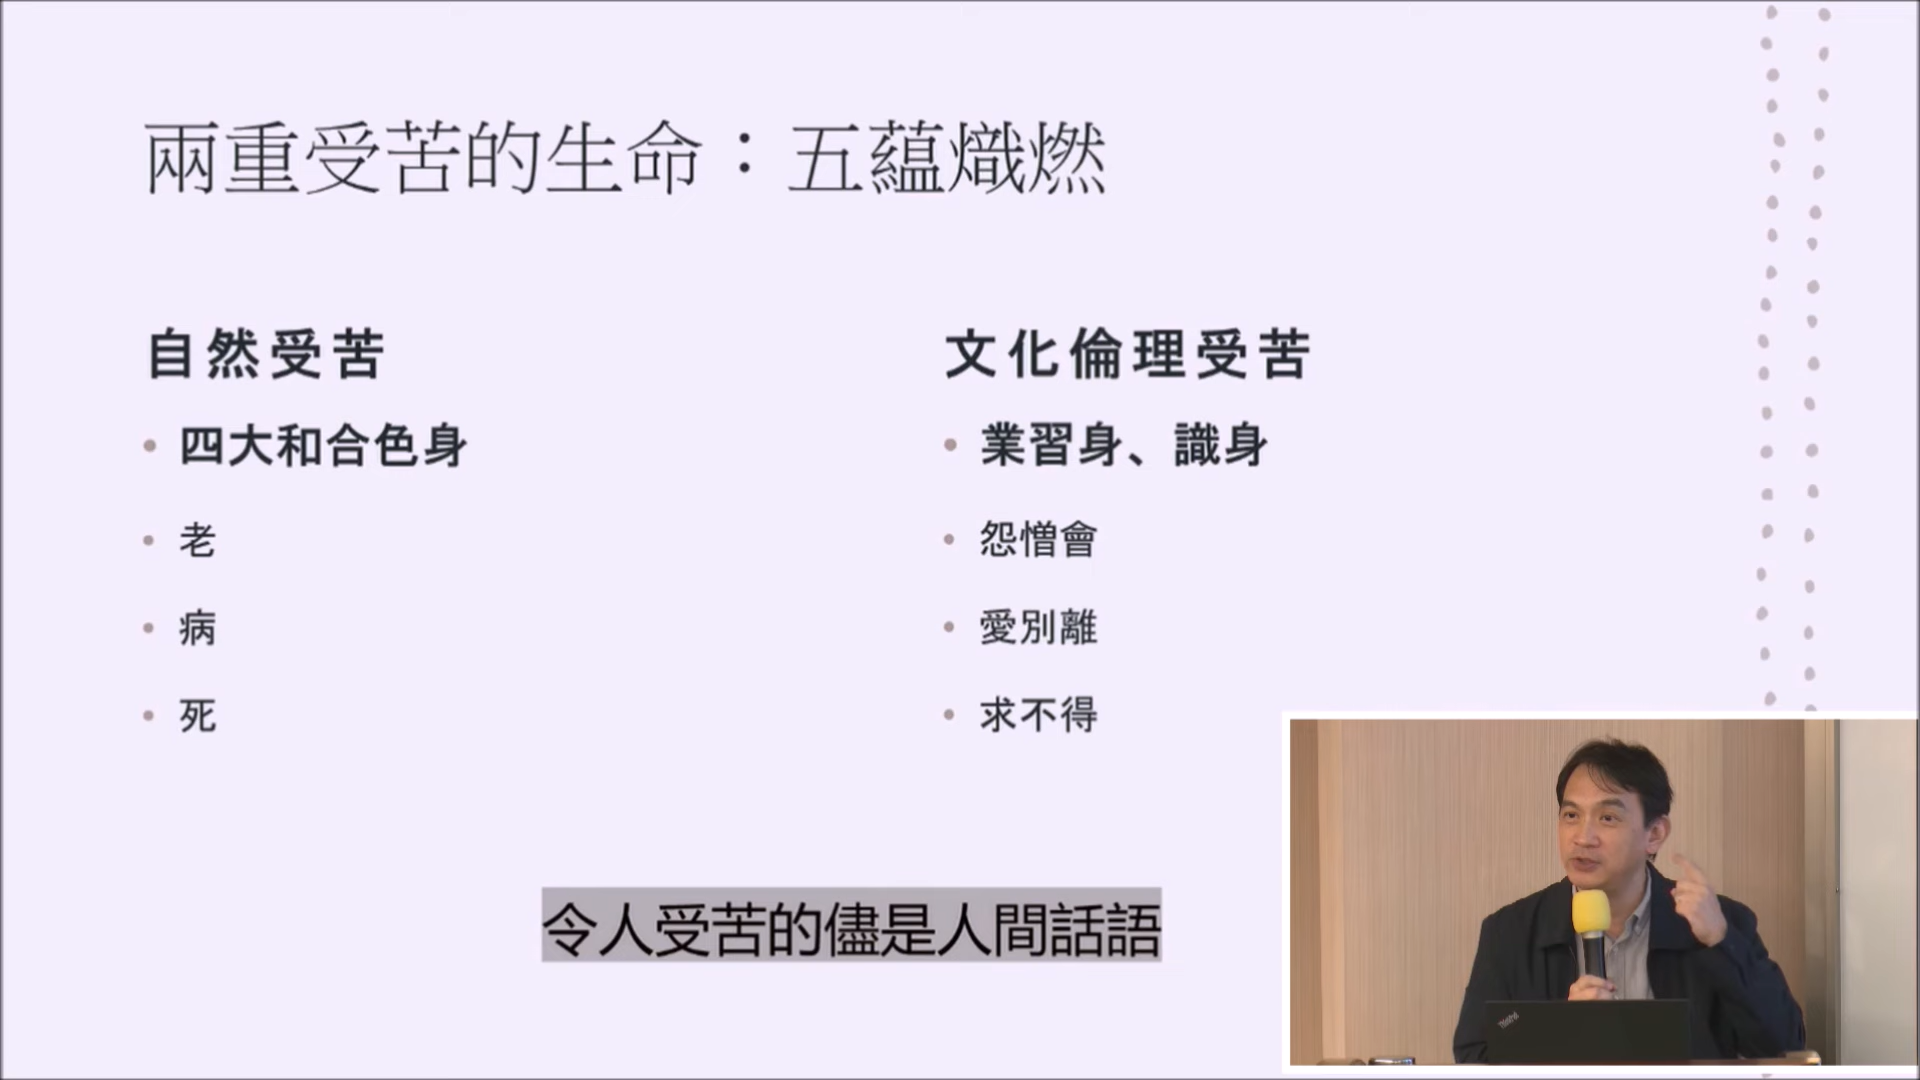 兩重受苦的生命：五蘊熾燃
自然受苦
• 四大和合色身
• 老
• 病
• 死
文化倫理受苦
• 業習身、識身
• 怨憎會
• 愛別離
• 求不得
令人受苦的儘是人間話語
ThinkPad